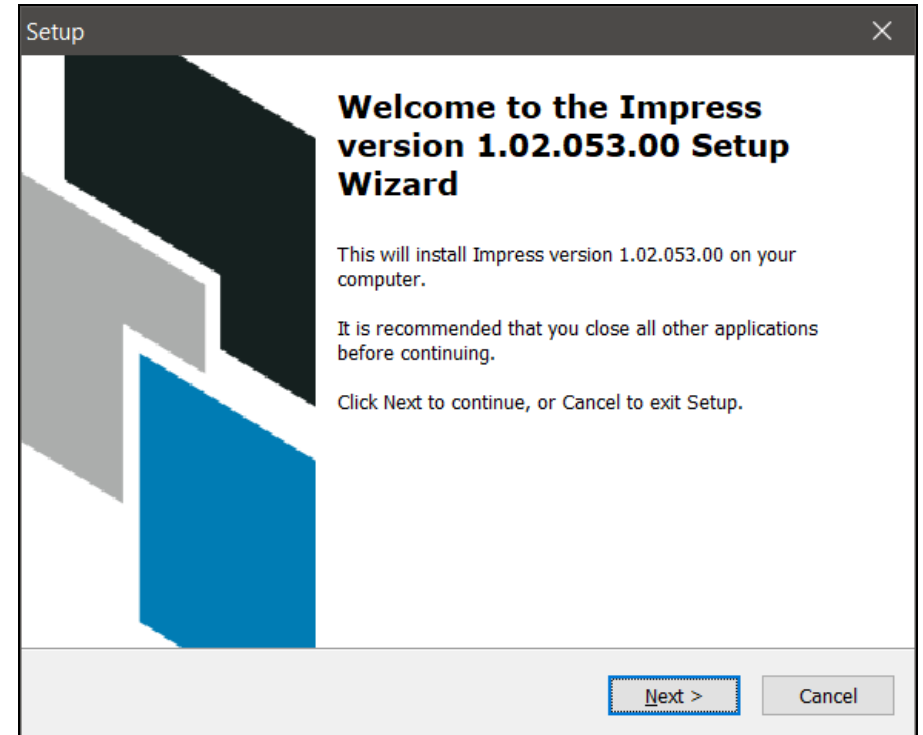 Setup
Welcome to the Impress
version 1.02.053.00 Setup
Wizard
This will install Impress version 1.02.053.00 on your
computer.
It is recommended that you close all other applications
before continuing.
Click Next to continue, or Cancel to exit Setup.
Next >
Cancel